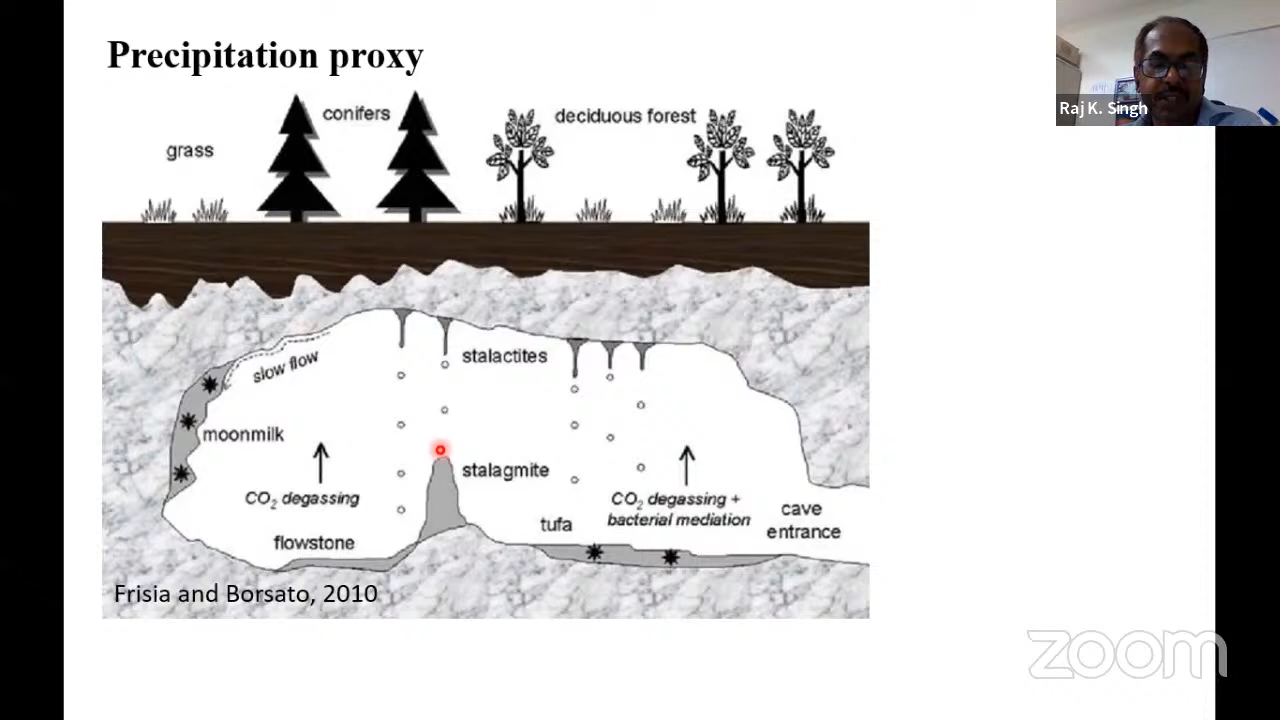 Precipitation proxy
Raj K. Singh
conifers
deciduous forest
grass
slow flow
stalactites
moonmilk
stalagmite
CO2 degassing
CO2 degassing +
bacterial mediation
cave
entrance
tufa
flowstone
Frisia and Borsato, 2010
zoom